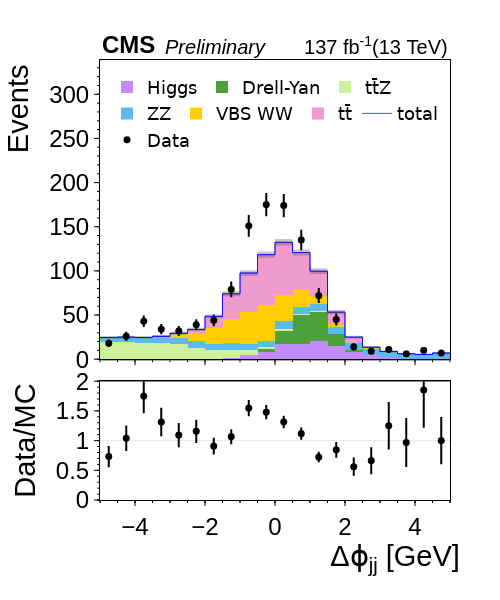 CMS Preliminary 137 fb⁻¹(13 TeV)
Events
Higgs Drell-Yan tt̄Z
ZZ VBS WW tt̄ total
Data
300
250
200
150
100
50
0
Data/MC
2
1.5
1
0.5
0
−4 −2 0 2 4
Δϕjj [GeV]